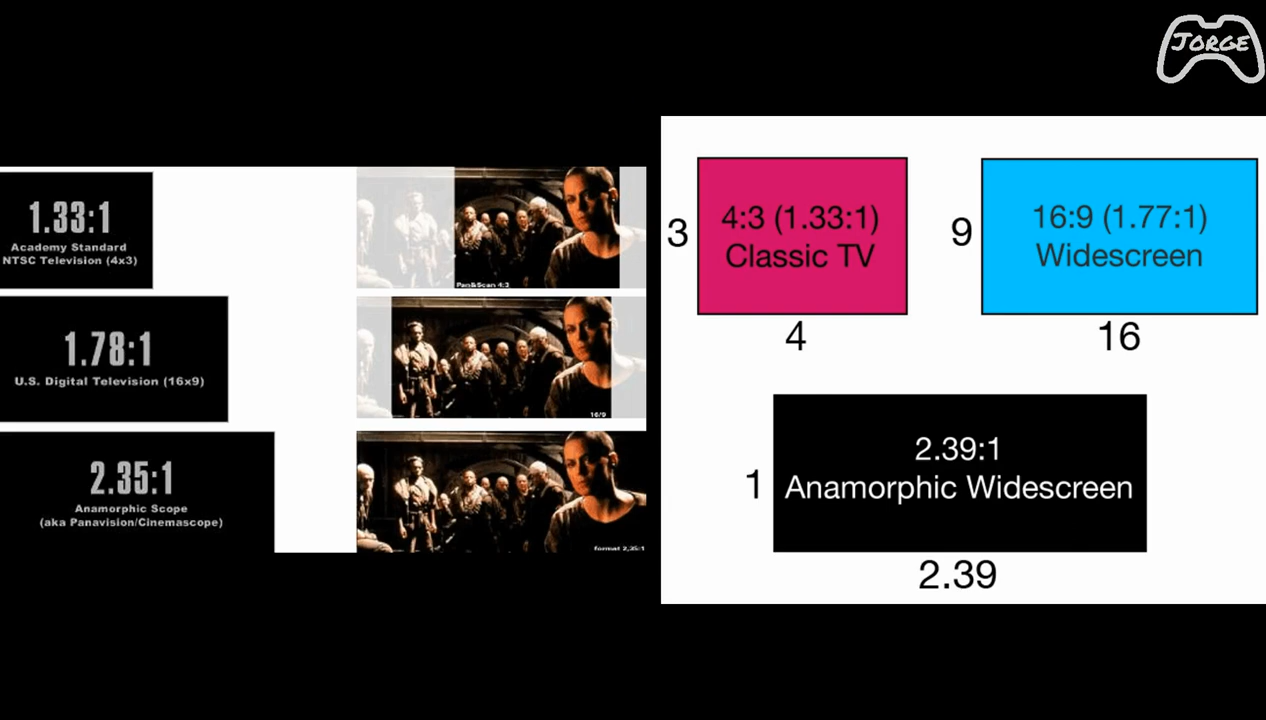 JORGE
1.33:1
Academy Standard
NTSC Television (4x3)
Pan&Scan 4:3
1.78:1
U.S. Digital Television (16x9)
16/9
2.35:1
Anamorphic Scope
(aka Panavision/Cinemascope)
format 2,35:1
3
4:3 (1.33:1)
Classic TV
4
9
16:9 (1.77:1)
Widescreen
16
1
2.39:1
Anamorphic Widescreen
2.39